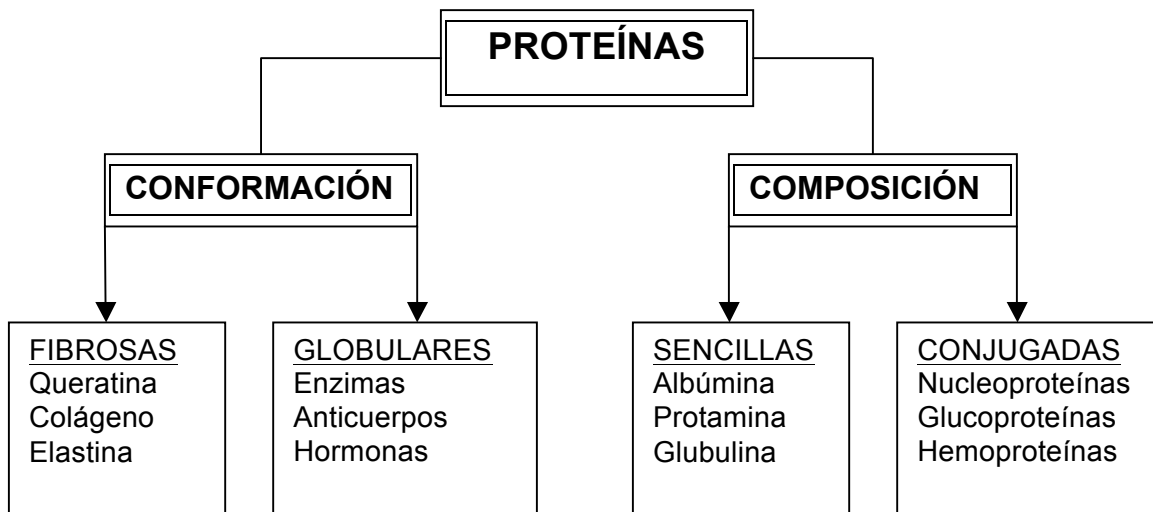 PROTEÍNAS
CONFORMACIÓN
COMPOSICIÓN
FIBROSAS
Queratina
Colágeno
Elastina
GLOBULARES
Enzimas
Anticuerpos
Hormonas
SENCILLAS
Albúmina
Protamina
Glubulina
CONJUGADAS
Nucleoproteínas
Glucoproteínas
Hemoproteínas